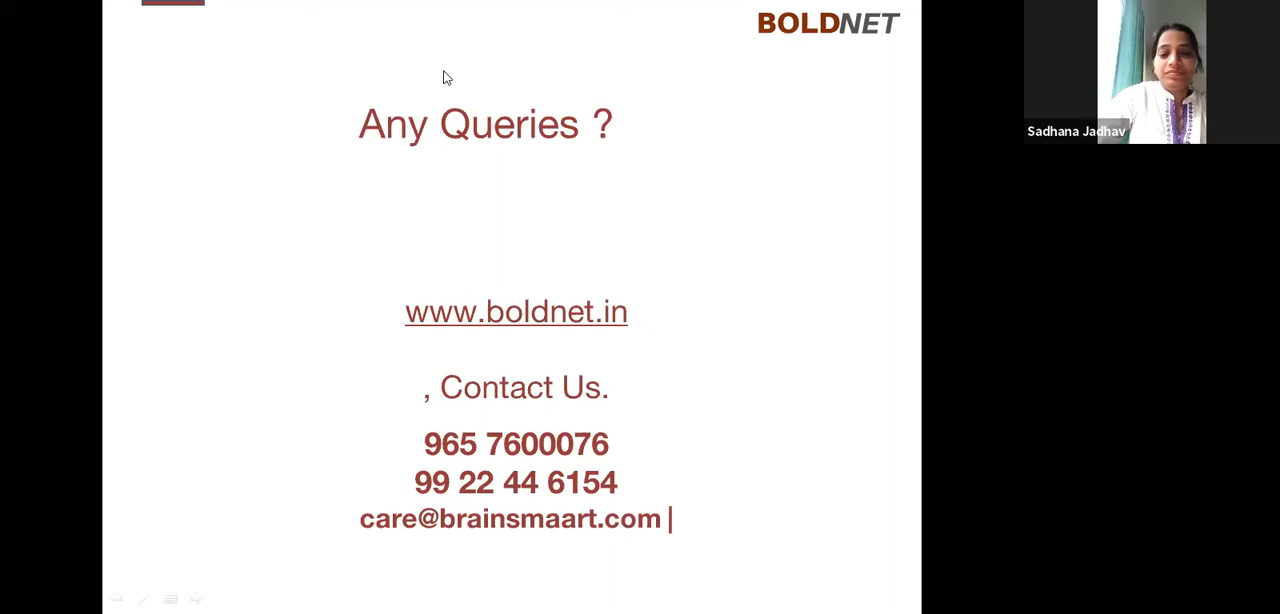 BOLDNET
Any Queries ?
www.boldnet.in
, Contact Us.
965 7600076
99 22 44 6154
care@brainsmaart.com |
Sadhana Jadhav